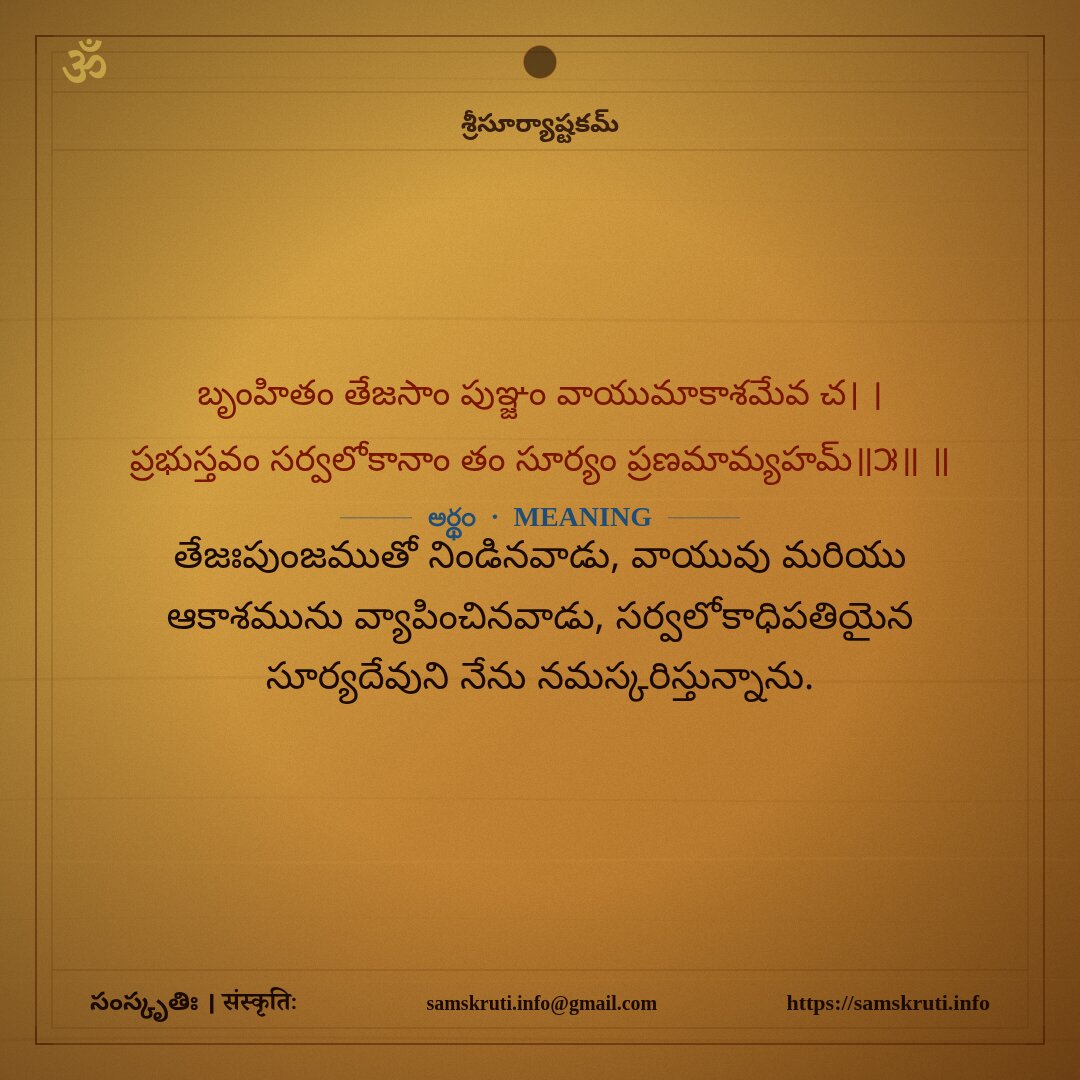 ॐ
శ్రీసూర్యాష్టకమ్
బృంహితం తేజసాం పుఞ్జం వాయుమాకాశమేవ చ। ।
ప్రభుస్తవం సర్వలోకానాం తం సూర్యం ప్రణమామ్యహమ్॥౫॥ ॥
అర్థం · MEANING
తేజఃపుంజముతో నిండినవాడు, వాయువు మరియు
ఆకాశమును వ్యాపించినవాడు, సర్వలోకాధిపతియైన
సూర్యదేవుని నేను నమస్కరిస్తున్నాను.
సంస్కృతిః | संस्कृतिः samskruti.info@gmail.com https://samskruti.info